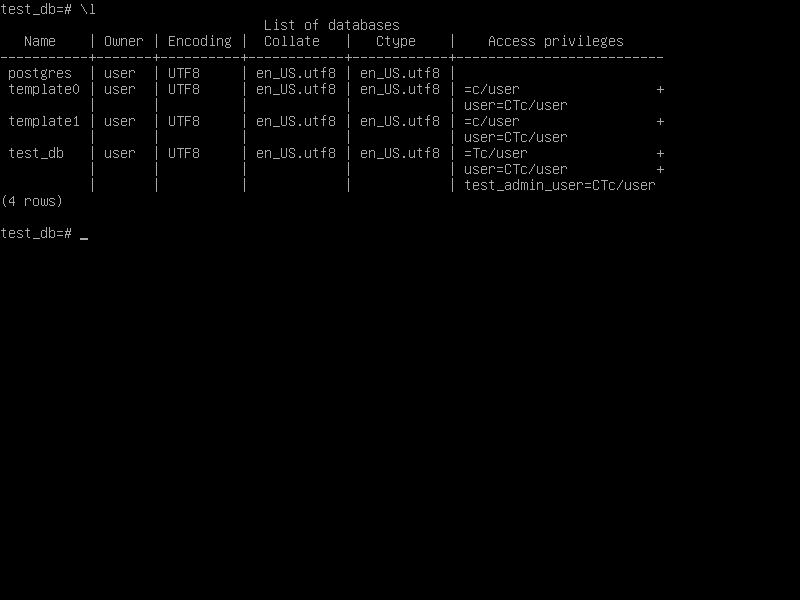 test_db=# \l
                                 List of databases
   Name    | Owner | Encoding |  Collate   |   Ctype    |    Access privileges
-----------+-------+----------+------------+------------+--------------------------
 postgres  | user  | UTF8     | en_US.utf8 | en_US.utf8 |
 template0 | user  | UTF8     | en_US.utf8 | en_US.utf8 | =c/user                 +
           |       |          |            |            | user=CTc/user
 template1 | user  | UTF8     | en_US.utf8 | en_US.utf8 | =c/user                 +
           |       |          |            |            | user=CTc/user
 test_db   | user  | UTF8     | en_US.utf8 | en_US.utf8 | =Tc/user                +
           |       |          |            |            | user=CTc/user           +
           |       |          |            |            | test_admin_user=CTc/user
(4 rows)

test_db=# _